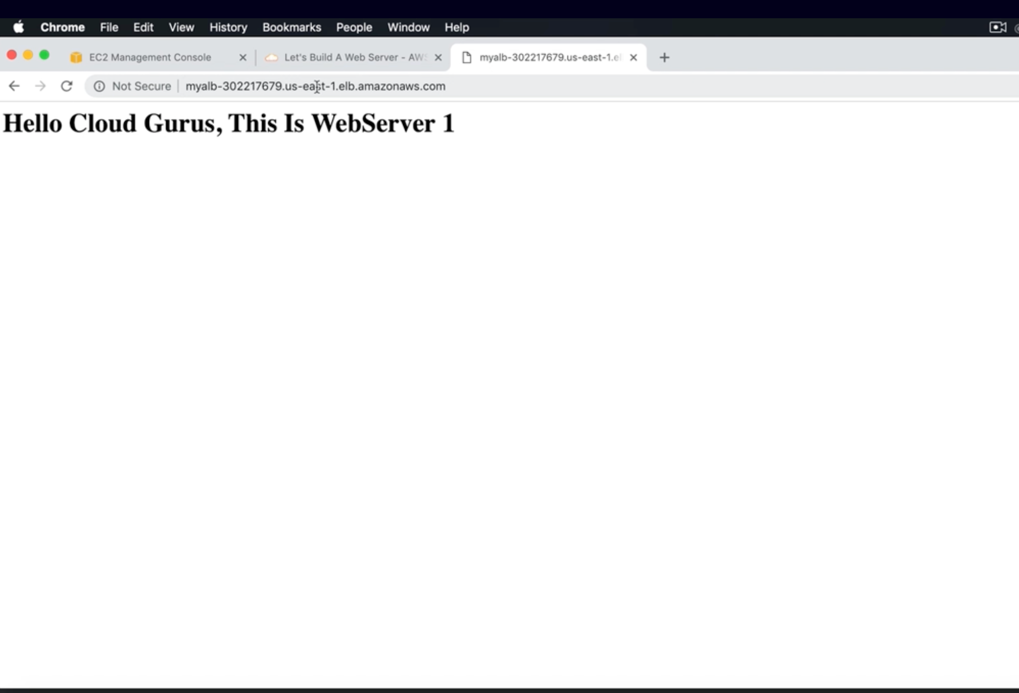 Chrome File Edit View History Bookmarks People Window Help
EC2 Management Console Let's Build A Web Server - AW myalb-302217679.us-east-1.el
Not Secure myalb-302217679.us-east-1.elb.amazonaws.com
Hello Cloud Gurus, This Is WebServer 1